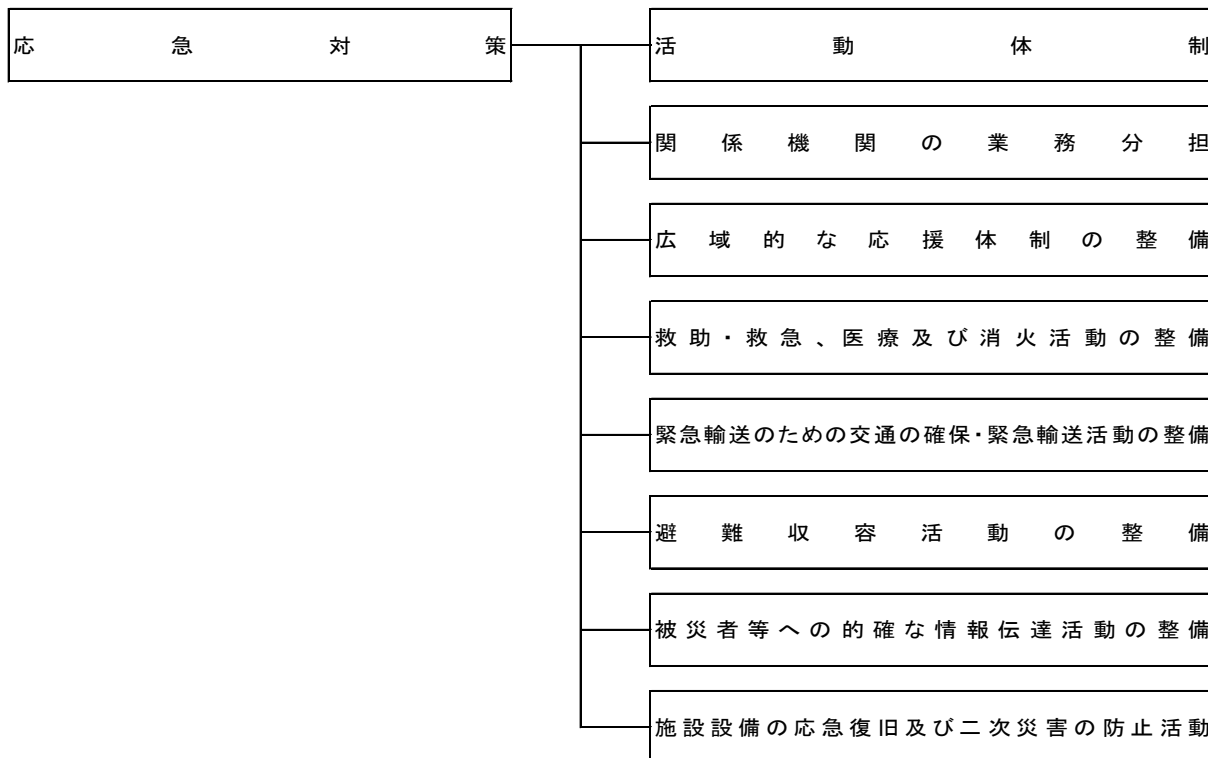 応急対策
活動体制
関係機関の業務分担
広域的な応援体制の整備
救助・救急、医療及び消火活動の整備
緊急輸送のための交通の確保・緊急輸送活動の整備
避難収容活動の整備
被災者等への的確な情報伝達活動の整備
施設設備の応急復旧及び二次災害の防止活動